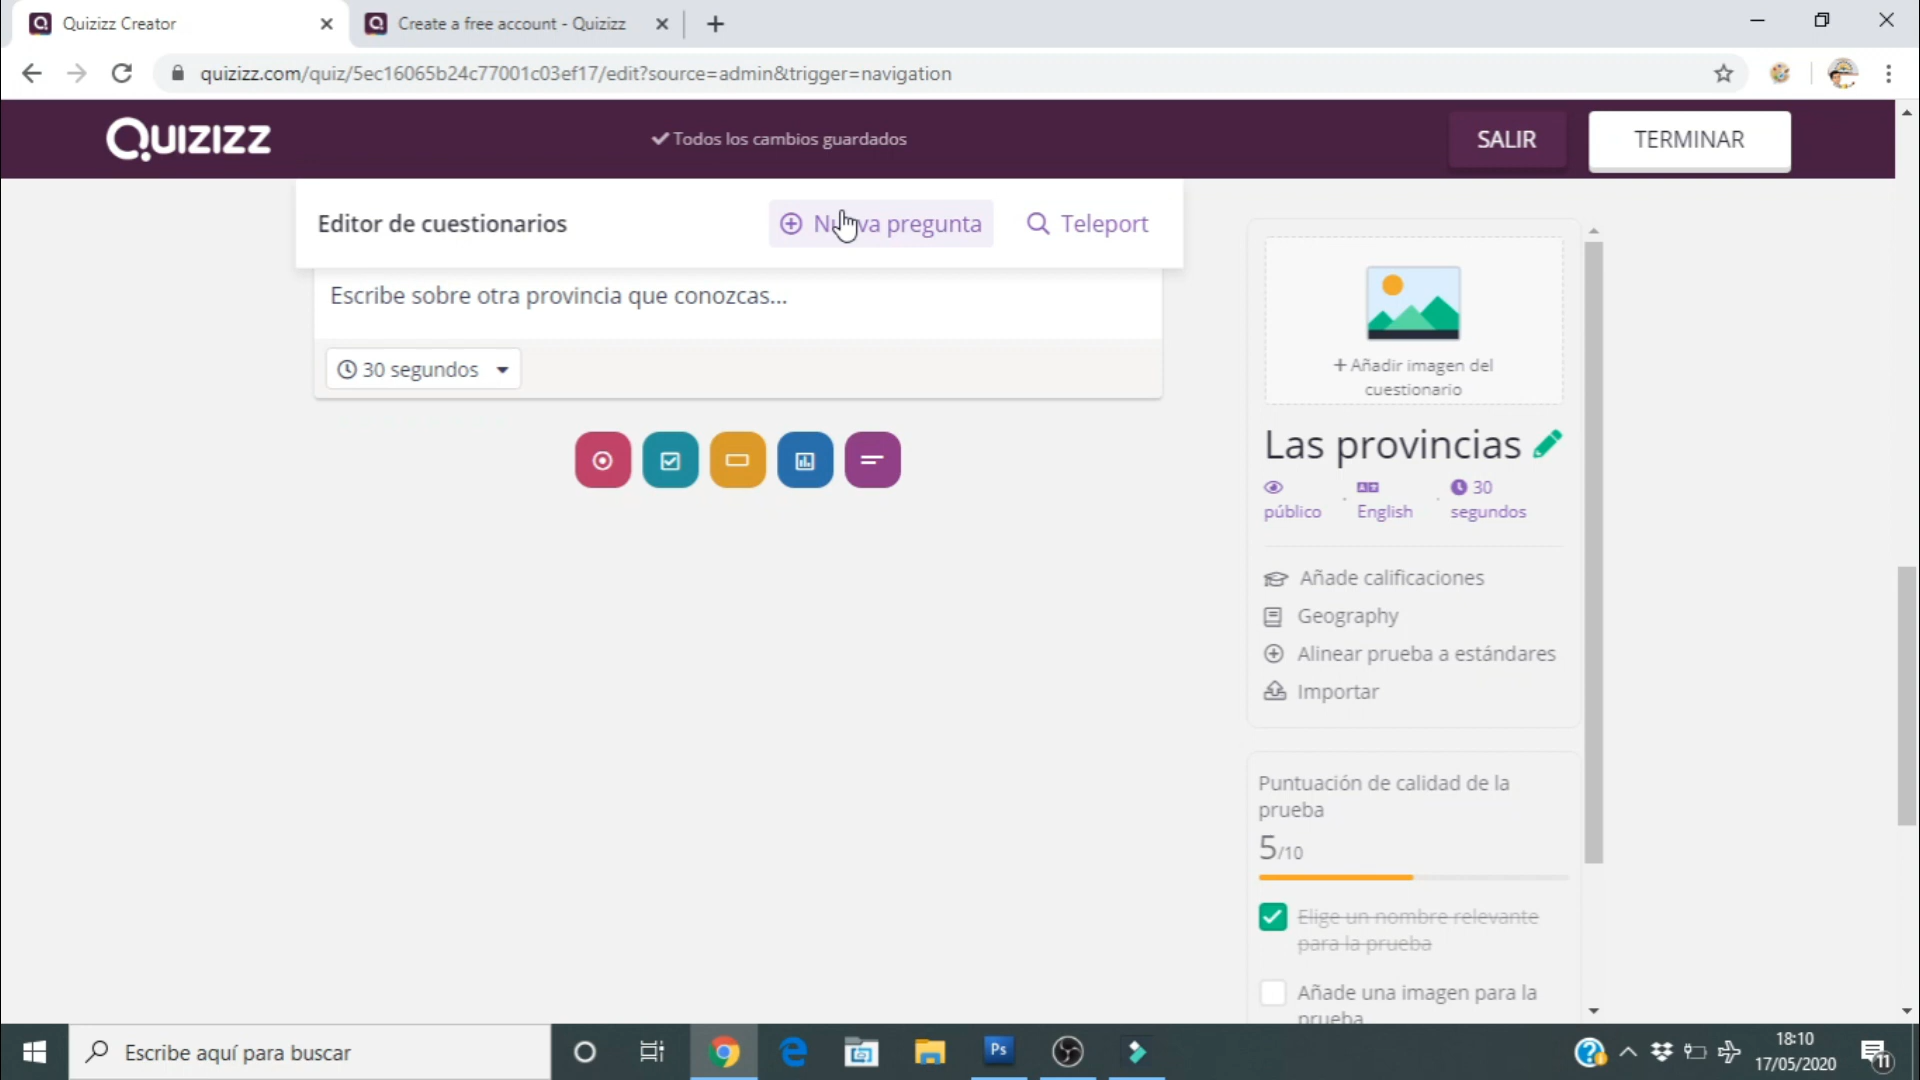 Quizizz Creator
Create a free account - Quizizz
quizizz.com/quiz/5ec16065b24c77001c03ef17/edit?source=admin&trigger=navigation
QUIZIZZ
Todos los cambios guardados
SALIR
TERMINAR
Editor de cuestionarios
Nueva pregunta
Teleport
Escribe sobre otra provincia que conozcas...
30 segundos
+ Añadir imagen del
cuestionario
Las provincias
público
English
30
segundos
Añade calificaciones
Geography
Alinear prueba a estándares
Importar
Puntuación de calidad de la
prueba
5/10
Elige un nombre relevante
para la prueba
Añade una imagen para la
prueba
Escribe aquí para buscar
Ps
18:10
17/05/2020
11